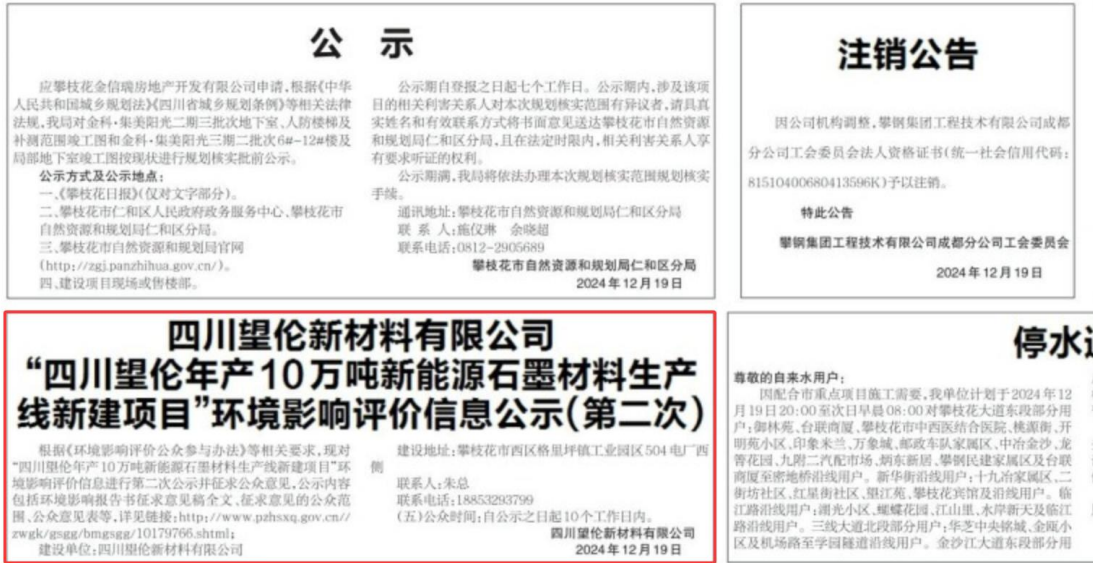 公 示
应攀枝花金信瑞房地产开发有限公司申请,根据《中华
人民共和国城乡规划法》《四川省城乡规划条例》等相关法律
法规,我局对金科·集美阳光二期三批次地下室、人防楼梯及
补测范围竣工图和金科·集美阳光三期二批次6#-12#楼及
局部地下室竣工图按现状进行规划核实批前公示。
公示方式及公示地点:
一、《攀枝花日报》(仅对文字部分)。
二、攀枝花市仁和区人民政府政务服务中心、攀枝花市
自然资源和规划局仁和区分局。
三、攀枝花市自然资源和规划局官网
(http://zgj.panzhihua.gov.cn/)。
四、建设项目现场或售楼部。
公示期自登报之日起七个工作日。公示期内,涉及该项
目的相关利害关系人对本次规划核实范围有异议者,请具真
实姓名和有效联系方式将书面意见送达攀枝花市自然资源
和规划局仁和区分局,且在法定时限内,相关利害关系人享
有要求听证的权利。
公示期满,我局将依法办理本次规划核实范围规划核实
手续。
通讯地址:攀枝花市自然资源和规划局仁和区分局
联 系 人:施仪琳 余晓超
联系电话:0812-2905689
攀枝花市自然资源和规划局仁和区分局
2024年12月19日
注销公告
因公司机构调整,攀钢集团工程技术有限公司成都
分公司工会委员会法人资格证书(统一社会信用代码:
81510400680413596K)予以注销。
特此公告
攀钢集团工程技术有限公司成都分公司工会委员会
2024年12月19日
四川望伦新材料有限公司
“四川望伦年产10万吨新能源石墨材料生产
线新建项目”环境影响评价信息公示(第二次)
根据《环境影响评价公众参与办法》等相关要求,现对
“四川望伦年产10万吨新能源石墨材料生产线新建项目”环
境影响评价信息进行第二次公示并征求公众意见,公示内容
包括环境影响报告书征求意见稿全文、征求意见的公众范
围、公众意见表等,详见链接:http://www.pzhsxq.gov.cn//
zwgk/gsgg/bmgsgg/10179766.shtml;
建设单位:四川望伦新材料有限公司
建设地址:攀枝花市西区格里坪镇工业园区504电厂西
侧
联系人:朱总
联系电话:18853293799
(五)公众时间:自公示之日起10个工作日内。
四川望伦新材料有限公司
2024年12月19日
停水
尊敬的自来水用户:
因配合市重点项目施工需要,我单位计划于2024年12
月19日20:00至次日早晨08:00对攀枝花大道东段部分用
户:御林苑、台联商厦、攀枝花市中西医结合医院、桃源街、开
明苑小区、印象米兰、万象城、邮政车队家属区、中冶金沙、龙
箐花园、九附二汽配市场、炳东新居、攀钢民建家属区及台联
商厦至密地桥沿线用户。新华街沿线用户:十九冶家属区、二
街坊社区、红星街社区、望江苑、攀枝花宾馆及沿线用户。临
江路沿线用户:湖光小区、蝴蝶花园、江山里、水岸新天及临江
路沿线用户。三线大道北段部分用户:华芝中央铭城、金瓯小
区及机场路至学园隧道沿线用户。金沙江大道东段部分用